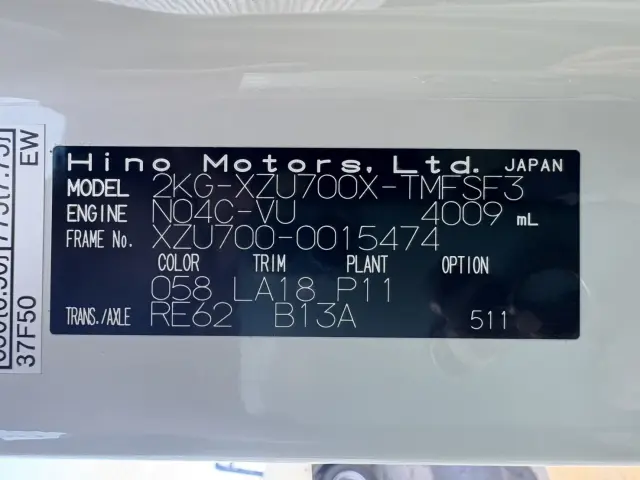 Hino Motors, Ltd. JAPAN
MODEL 2KG-XZU700X-TMFSF3
ENGINE N04C-VU 4009 mL
FRAME No. XZU700-0015474
COLOR TRIM PLANT OPTION
058 LA18 P11
TRANS./AXLE RE62 B13A 511
EW
37F50